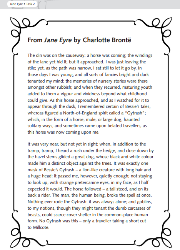 From Jane Eyre by Charlotte Brontë
The din was on the causeway: a horse was coming; the windings
of the lane yet hid it, but it approached. I was just leaving the
stile; yet, as the path was narrow, I sat still to let it go by. In
those days I was young, and all sorts of fancies bright and dark
tenanted my mind: the memories of nursery stories were there
amongst other rubbish; and when they recurred, maturing youth
added to them a vigour and vividness beyond what childhood
could give. As this horse approached, and as I watched for it to
appear through the dusk, I remembered certain of Bessie's tales,
wherein figured a North-of-England spirit called a "Gytrash",
which, in the form of a horse, mule, or large dog, haunted
solitary ways, and sometimes came upon belated travellers, as
this horse was now coming upon me.
It was very near, but not yet in sight; when, in addition to the
tramp, tramp, I heard a rush under the hedge, and close down by
the hazel stems glided a great dog, whose black and white colour
made him a distinct object against the trees. It was exactly one
mask of Bessie's Gytrash – a lion-like creature with long hair and
a huge head: it passed me, however, quietly enough; not staying
to look up, with strange pretercanine eyes, in my face, as I half
expected it would. The horse followed – a tall steed, and on its
back a rider. The man, the human being, broke the spell at once.
Nothing ever rode the Gytrash: it was always alone; and goblins,
to my notions, though they might tenant the dumb carcasses of
beasts, could scarce covet shelter in the commonplace human
form. No Gytrash was this – only a traveller taking a short cut
to Millcote.